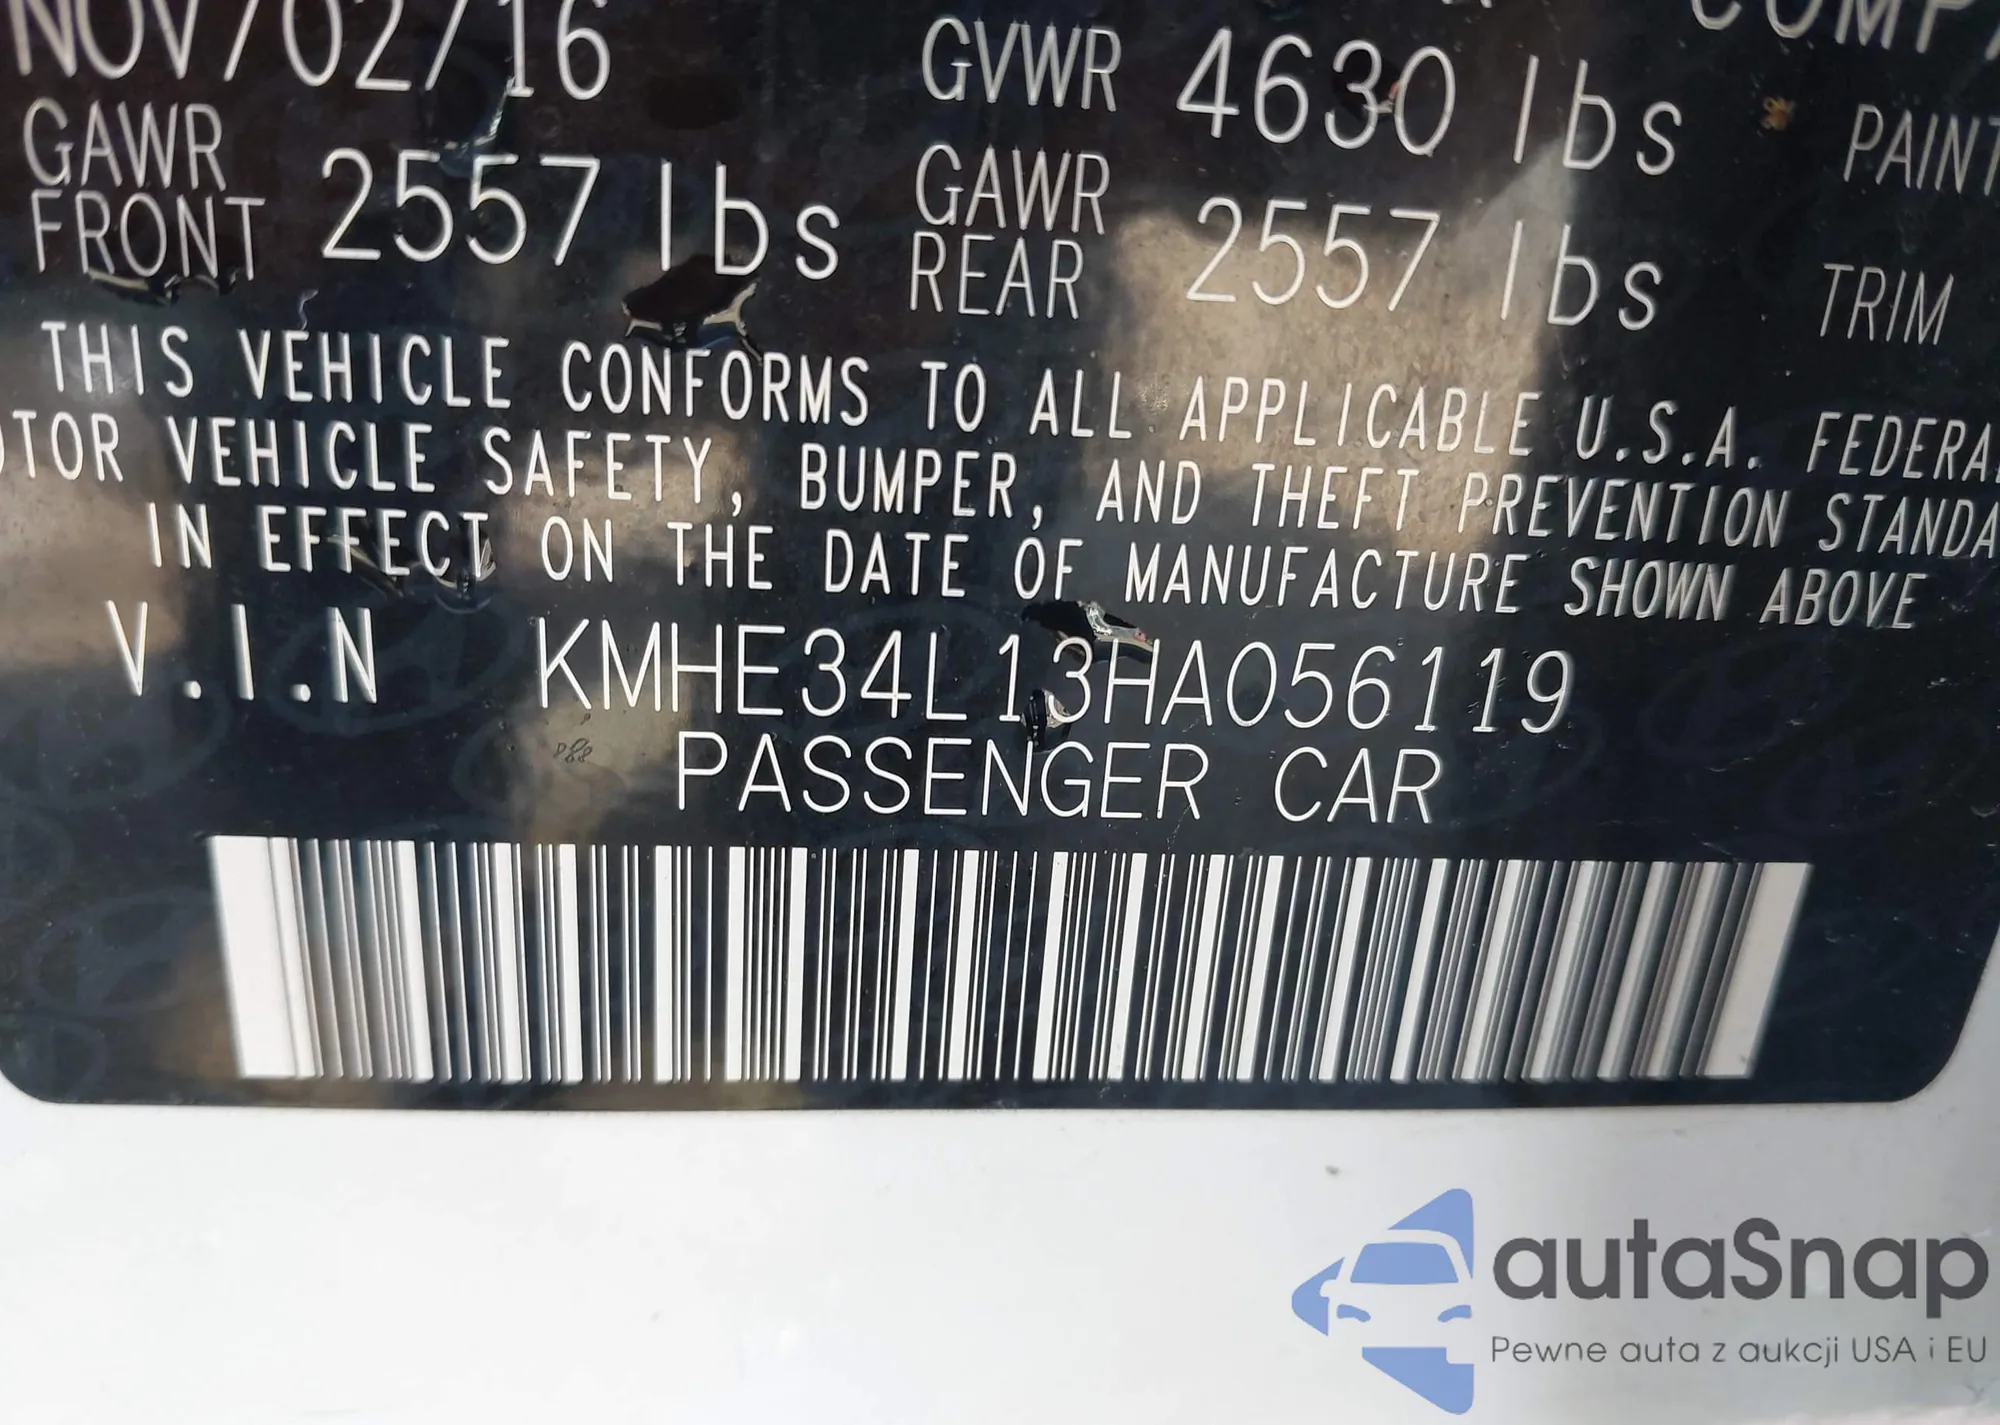 NOV/02/16
GVWR 4630 lbs
PAINT
GAWR FRONT 2557 lbs
GAWR REAR 2557 lbs
TRIM
THIS VEHICLE CONFORMS TO ALL APPLICABLE U.S.A. FEDERAL
OTOR VEHICLE SAFETY, BUMPER, AND THEFT PREVENTION STANDA
IN EFFECT ON THE DATE OF MANUFACTURE SHOWN ABOVE
V.I.N KMHE34L13HA056119
PASSENGER CAR
autaSnap
Pewne auta z aukcji USA i EU